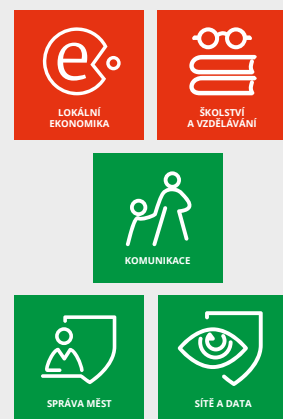 LOKÁLNÍ
EKONOMIKA
ŠKOLSTVÍ
A VZDĚLÁVÁNÍ
KOMUNIKACE
SPRÁVA MĚST
SÍTĚ A DATA